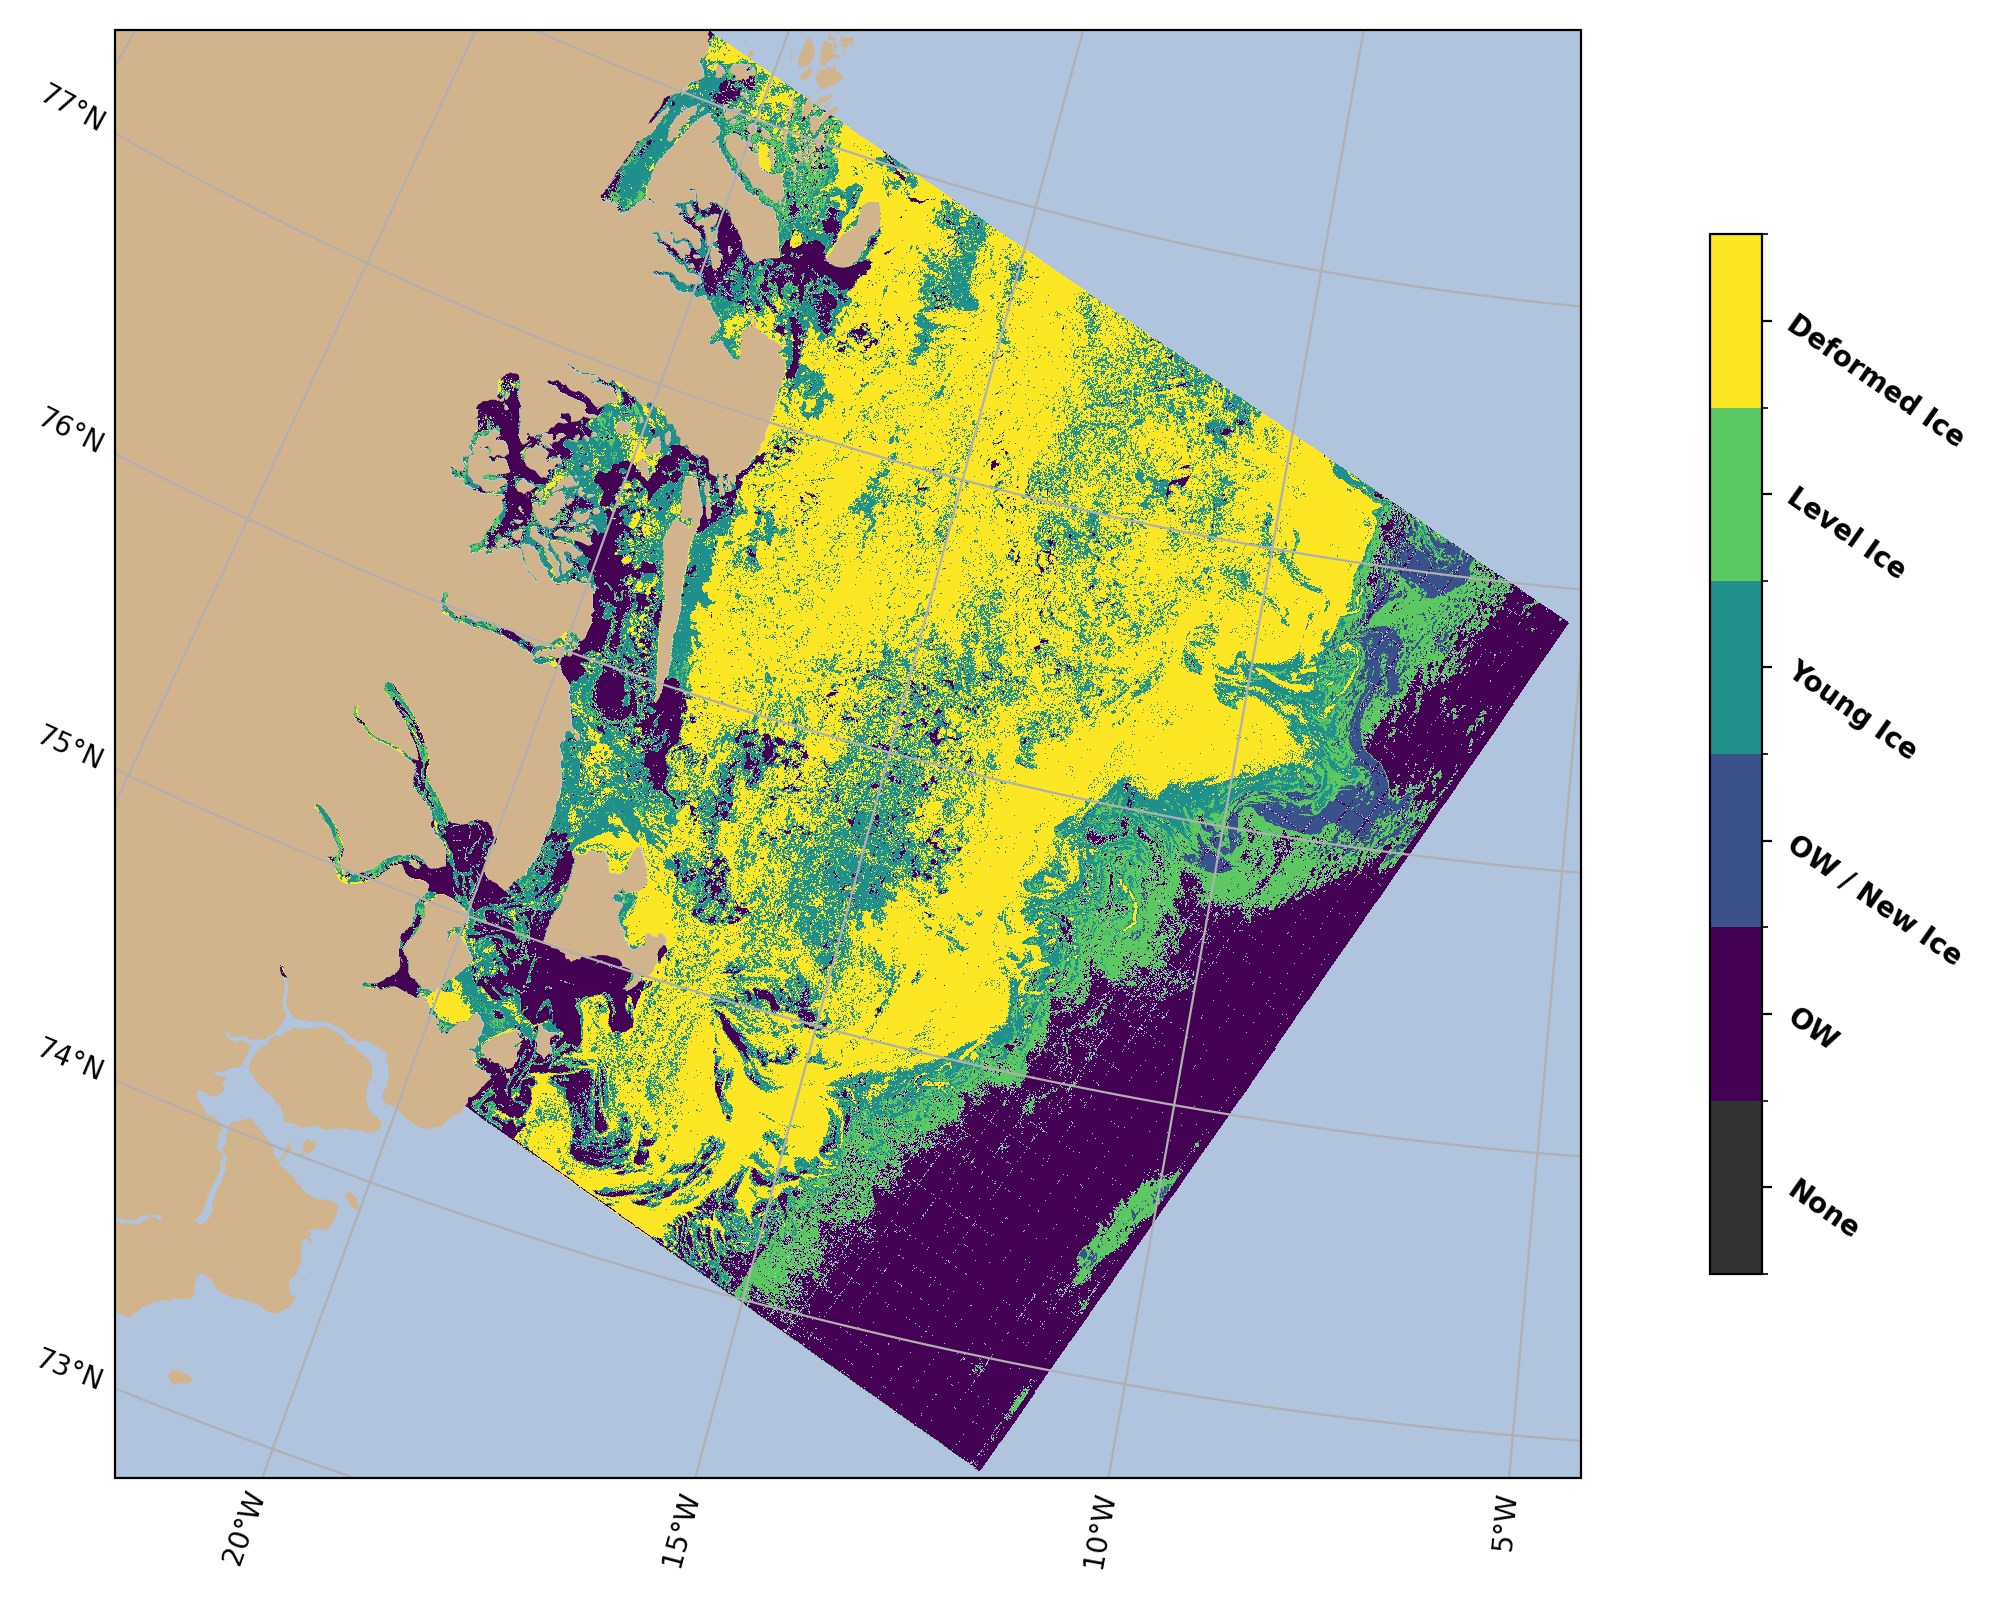 77°N
76°N
75°N
74°N
73°N
20°W
15°W
10°W
5°W
Deformed Ice
Level Ice
Young Ice
OW / New Ice
OW
None